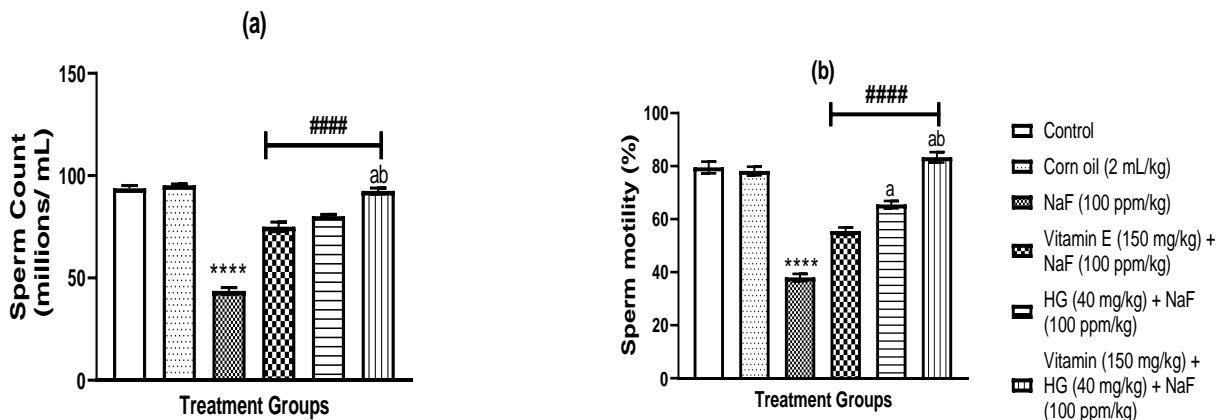 (a)
Sperm Count
(millions/ mL)
150
100
50
0
****
####
ab
Treatment Groups
(b)
Sperm motility (%)
100
80
60
40
20
0
****
a
####
ab
Treatment Groups
Control
Corn oil (2 mL/kg)
NaF (100 ppm/kg)
Vitamin E (150 mg/kg) +
NaF (100 ppm/kg)
HG (40 mg/kg) + NaF
(100 ppm/kg)
Vitamin (150 mg/kg) +
HG (40 mg/kg) + NaF
(100 ppm/kg)